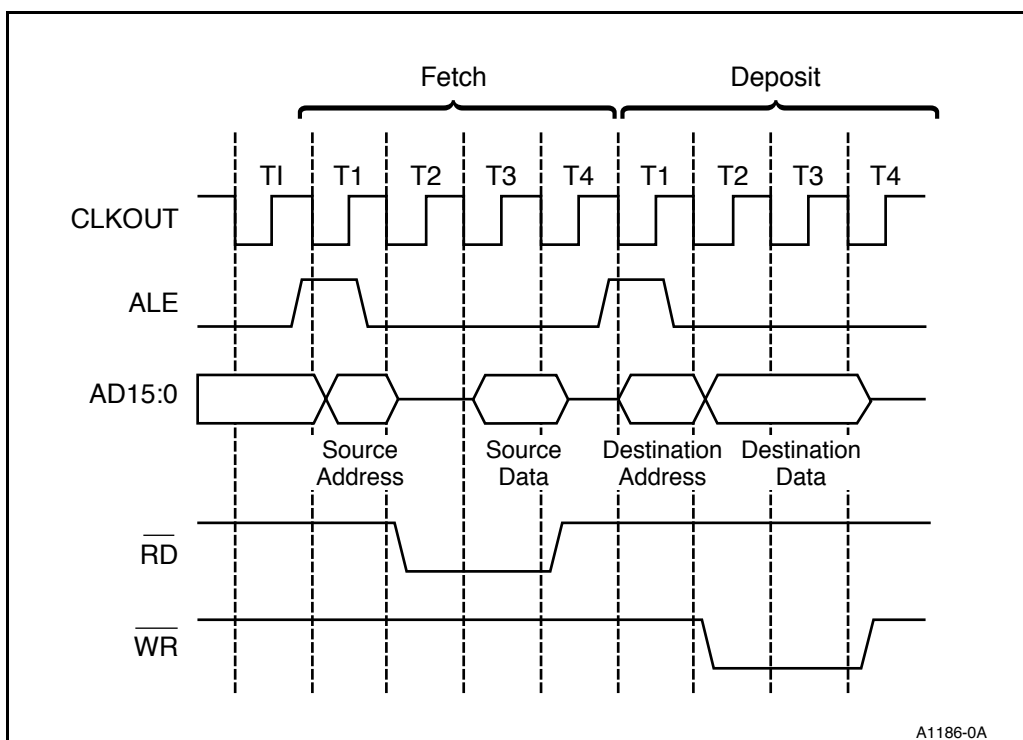 Fetch Deposit
TI T1 T2 T3 T4 T1 T2 T3 T4
CLKOUT
ALE
AD15:0
Source Address
Source Data
Destination Address
Destination Data
RD
WR
A1186-0A